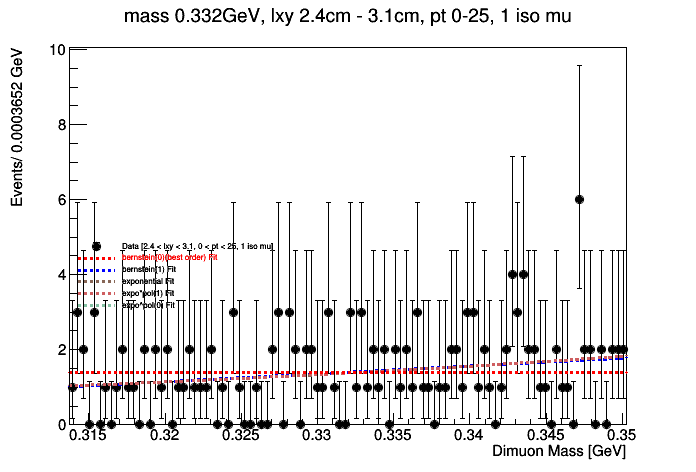 mass 0.332GeV, lxy 2.4cm - 3.1cm, pt 0-25, 1 iso mu
Events/ 0.0003652 GeV
10
8
6
4
2
0
Data [2.4 < lxy < 3.1, 0 < pt < 25, 1 iso mu]
bernstein[0](best order) Fit
bernstein(1) Fit
exponential Fit
expo*pol(1) Fit
expo*pol(0) Fit
0.315 0.32 0.325 0.33 0.335 0.34 0.345 0.35
Dimuon Mass [GeV]